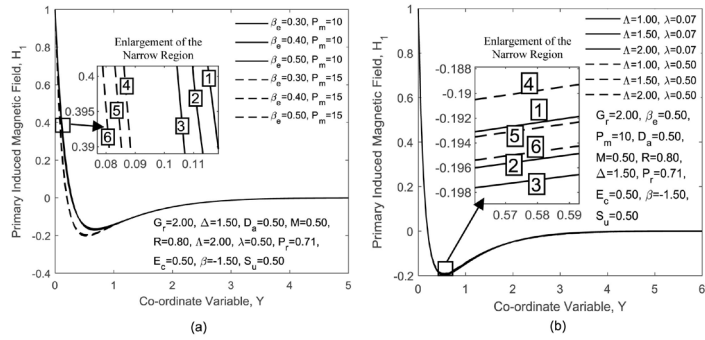 (a)
Primary Induced Magnetic Field, H1
1
0.8
0.6
0.4
0.2
0
-0.2
-0.4
0 1 2 3 4 5
Co-ordinate Variable, Y
Enlargement of the
Narrow Region
0.4
0.395
0.39
0.08 0.09 0.1 0.11
1
2
3
4
5
6
βe=0.30, Pm=10
βe=0.40, Pm=10
βe=0.50, Pm=10
βe=0.30, Pm=15
βe=0.40, Pm=15
βe=0.50, Pm=15
Gr=2.00, Δ=1.50, Da=0.50, M=0.50,
R=0.80, Λ=2.00, λ=0.50, Pr=0.71,
Ec=0.50, β=-1.50, Su=0.50
(a)
(b)
Primary Induced Magnetic Field, H1
1
0.8
0.6
0.4
0.2
0
-0.2
0 1 2 3 4 5 6
Co-ordinate Variable, Y
Enlargement of the
Narrow Region
-0.188
-0.19
-0.192
-0.194
-0.196
-0.198
0.57 0.58 0.59
4
1
5
6
2
3
Λ=1.00, λ=0.07
Λ=1.50, λ=0.07
Λ=2.00, λ=0.07
Λ=1.00, λ=0.50
Λ=1.50, λ=0.50
Λ=2.00, λ=0.50
Gr=2.00, βe=0.50,
Pm=10, Da=0.50,
M=0.50, R=0.80,
Δ=1.50, Pr=0.71,
Ec=0.50, β=-1.50,
Su=0.50
(b)